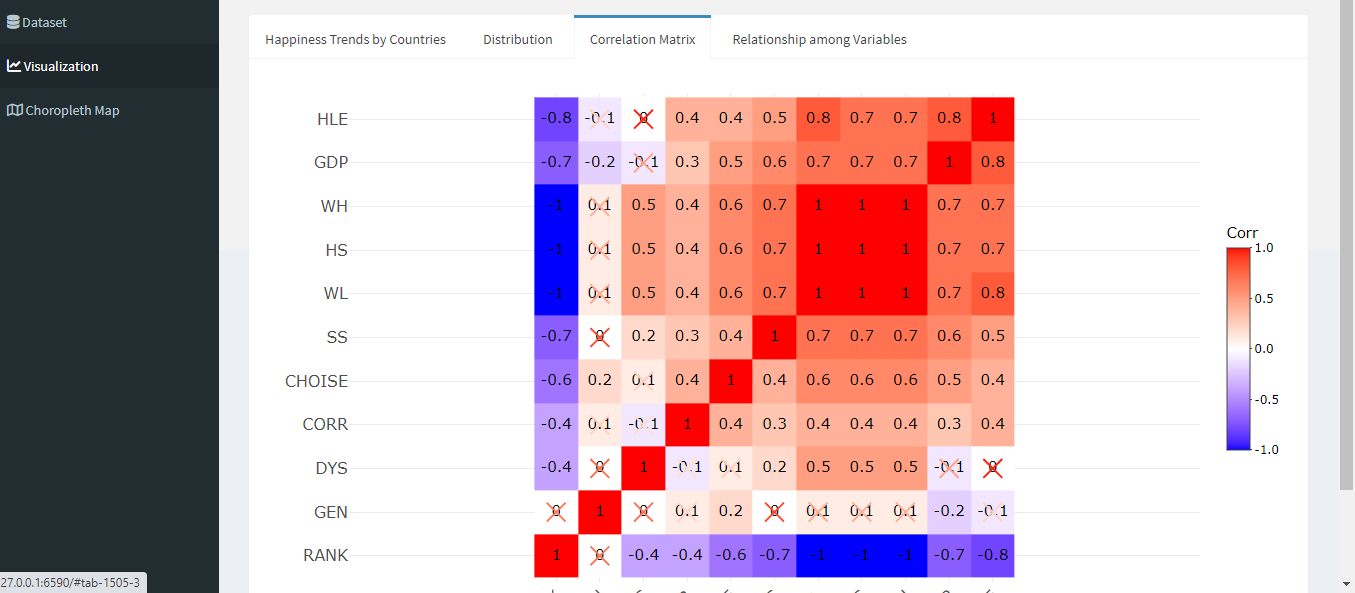 Dataset
Visualization
Choropleth Map
Happiness Trends by Countries Distribution Correlation Matrix Relationship among Variables
HLE -0.8 -0.1 0 0.4 0.4 0.5 0.8 0.7 0.7 0.8 1
GDP -0.7 -0.2 -0.1 0.3 0.5 0.6 0.7 0.7 0.7 1 0.8
WH -1 0.1 0.5 0.4 0.6 0.7 1 1 1 0.7 0.7
HS -1 0.1 0.5 0.4 0.6 0.7 1 1 1 0.7 0.7
WL -1 0.1 0.5 0.4 0.6 0.7 1 1 1 0.7 0.8
SS -0.7 0 0.2 0.3 0.4 1 0.7 0.7 0.7 0.6 0.5
CHOISE -0.6 0.2 0.1 0.4 1 0.4 0.6 0.6 0.6 0.5 0.4
CORR -0.4 0.1 -0.1 1 0.4 0.3 0.4 0.4 0.4 0.3 0.4
DYS -0.4 0 1 -0.1 0.1 0.2 0.5 0.5 0.5 -0.1 0
GEN 0 1 0 0.1 0.2 0 0.1 0.1 0.1 -0.2 -0.1
RANK 1 0 -0.4 -0.4 -0.6 -0.7 -1 -1 -1 -0.7 -0.8
Corr
1.0
0.5
0.0
-0.5
-1.0
27.0.0.1:6590/#tab-1505-3